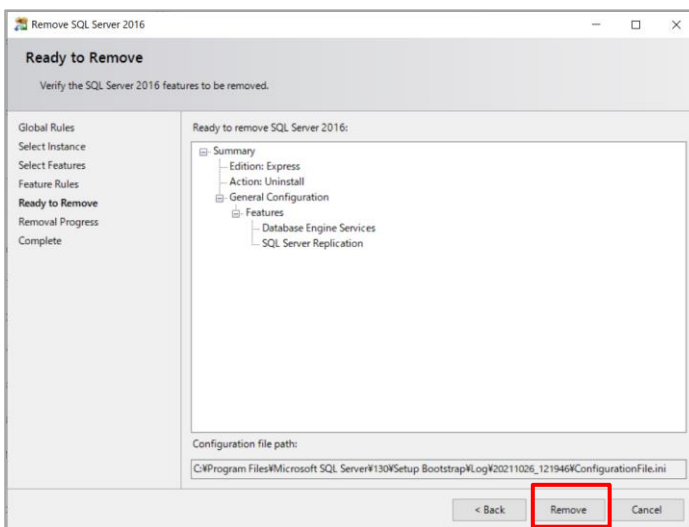 Remove SQL Server 2016
Ready to Remove
Verify the SQL Server 2016 features to be removed.
Global Rules
Select Instance
Select Features
Feature Rules
Ready to Remove
Removal Progress
Complete
Ready to remove SQL Server 2016:
Summary
Edition: Express
Action: Uninstall
General Configuration
Features
Database Engine Services
SQL Server Replication
Configuration file path:
C:¥Program Files¥Microsoft SQL Server¥130¥Setup Bootstrap¥Log¥20211026_121946¥ConfigurationFile.ini
< Back
Remove
Cancel